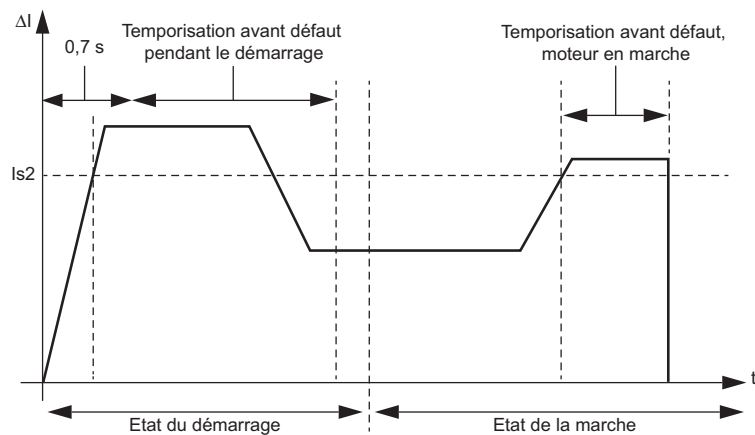 ΔI
0,7 s
Temporisation avant défaut
pendant le démarrage
Temporisation avant défaut,
moteur en marche
Is2
t
Etat du démarrage
Etat de la marche